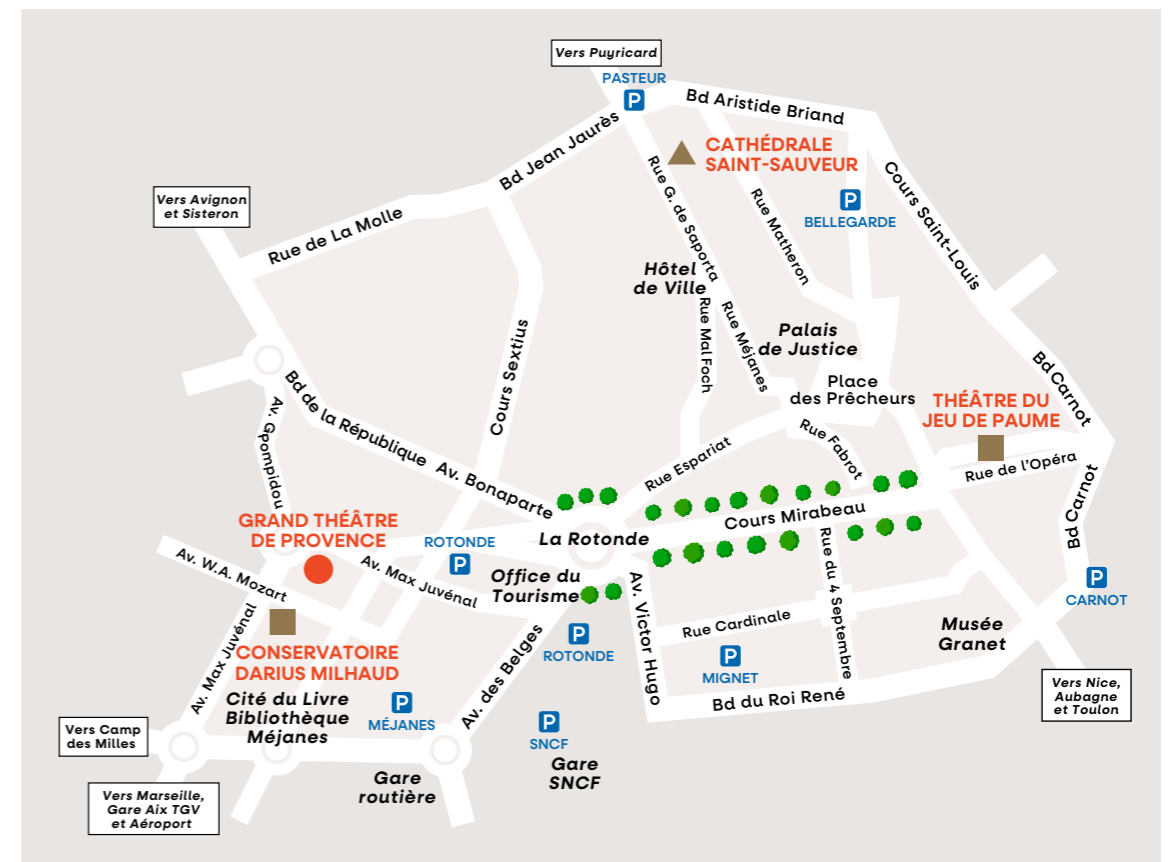 Vers Puyricard
PASTEUR
P
Bd Aristide Briand
Bd Jean Jaurès
CATHÉDRALE
SAINT-SAUVEUR
Rue G. de Saporta
Cours Saint-Louis
Vers Avignon
et Sisteron
P
BELLEGARDE
Rue Matheron
Rue de La Molle
Hôtel
de Ville
Rue Mal Foch
Rue Méjanes
Palais
de Justice
Cours Sextius
Bd Carnot
Place
des Prêcheurs
Bd de la République
Av. Gpompidou
THÉÂTRE DU
JEU DE PAUME
Rue Espariat
Rue Fabrot
Rue de l'Opéra
Av. Bonaparte
Bd Carnot
Cours Mirabeau
GRAND THÉÂTRE
DE PROVENCE
ROTONDE
P
La Rotonde
Av. W.A. Mozart
Av. Max Juvénal
Office du
Tourisme
Av. Victor Hugo
Rue du 4 Septembre
P
CARNOT
Rue Cardinale
Musée
Granet
P
ROTONDE
P
MIGNET
Av. Max Juvénal
CONSERVATOIRE
DARIUS MILHAUD
Av. des Belges
Cité du Livre
Bibliothèque
Méjanes
P
MÉJANES
Bd du Roi René
Vers Nice,
Aubagne
et Toulon
P
SNCF
Vers Camp
des Milles
Gare
SNCF
Gare
routière
Vers Marseille,
Gare Aix TGV
et Aéroport